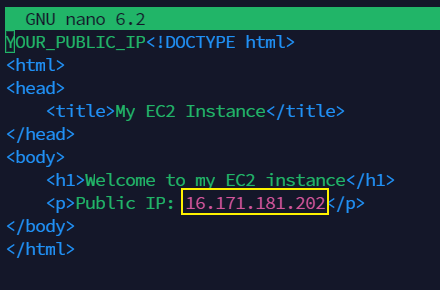 GNU nano 6.2
YOUR_PUBLIC_IP<!DOCTYPE html>
<html>
<head>
    <title>My EC2 Instance</title>
</head>
<body>
    <h1>Welcome to my EC2 instance</h1>
    <p>Public IP: 16.171.181.202</p>
</body>
</html>